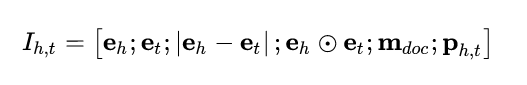 I_{h,t} = [e_h; e_t; |e_h − e_t|; e_h ⊙ e_t; m_{doc}; p_{h,t}]